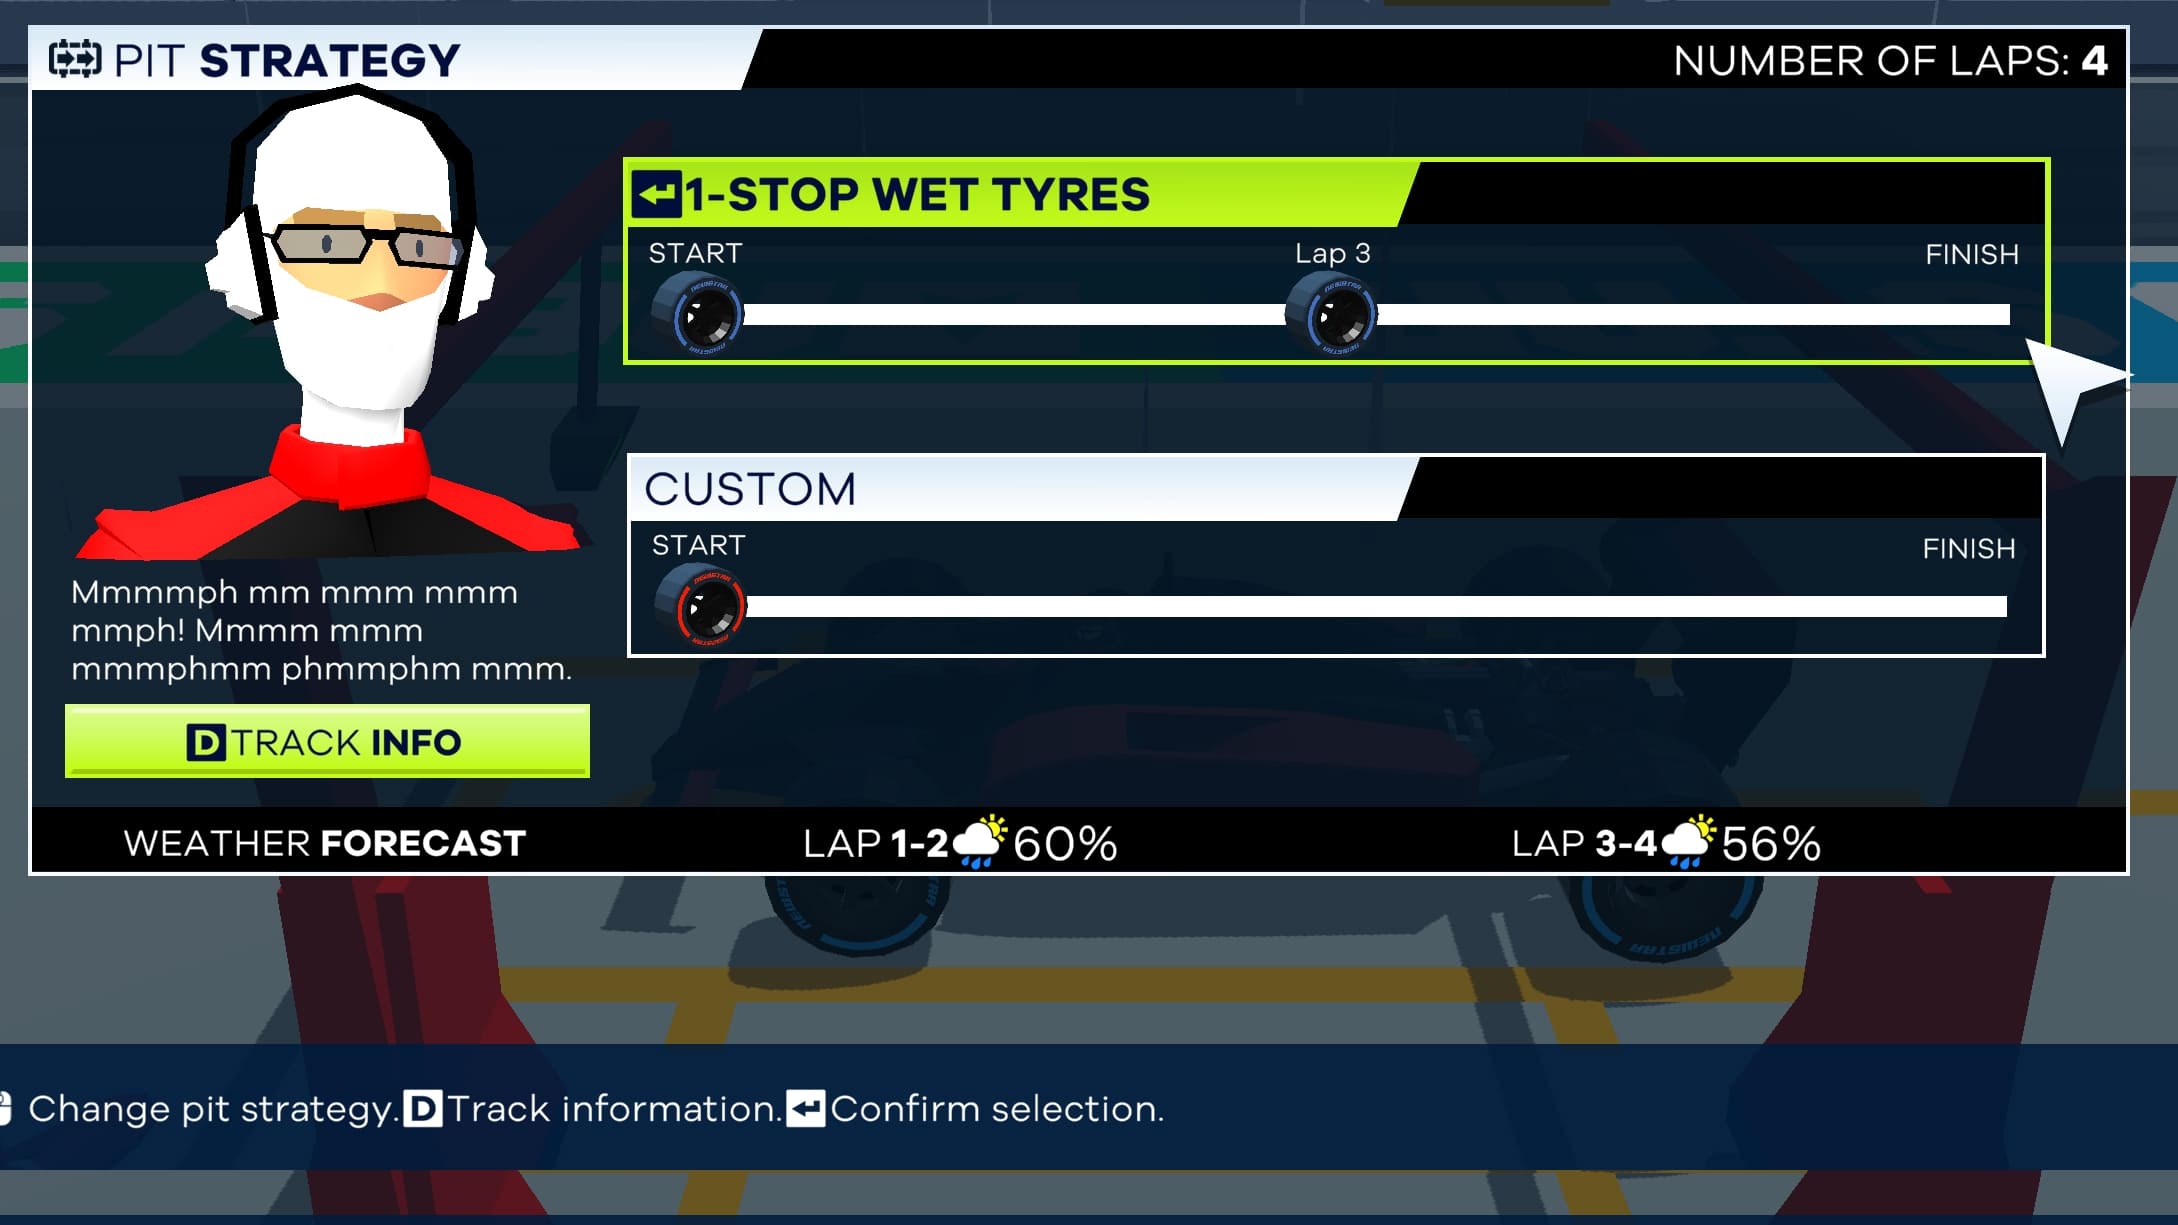 PIT STRATEGY
NUMBER OF LAPS: 4
1-STOP WET TYRES
START
Lap 3
FINISH
CUSTOM
START
FINISH
Mmmmph mm mmm mmm
mmph! Mmmm mmm
mmmphmm phmmphm mmm.
D TRACK INFO
WEATHER FORECAST
LAP 1-2 60%
LAP 3-4 56%
NEWSTAR
NEWSTAR
Change pit strategy. D Track information. Confirm selection.